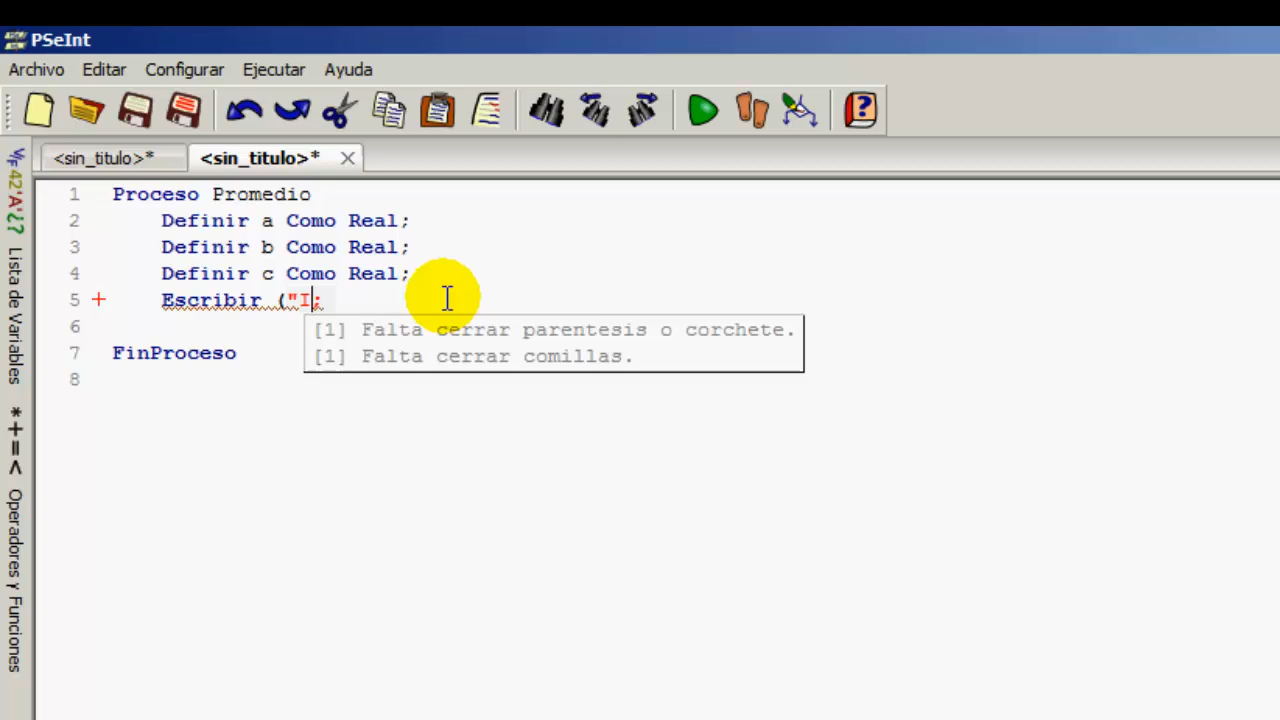 PSeInt
Archivo Editar Configurar Ejecutar Ayuda
<sin_titulo>* <sin_titulo>*
1 Proceso Promedio
2 Definir a Como Real;
3 Definir b Como Real;
4 Definir c Como Real;
5 + Escribir ("I;
6
7 FinProceso
8
[1] Falta cerrar parentesis o corchete.
[1] Falta cerrar comillas.
42'A'¿?
Lista de Variables
*+=<
Operadores y Funciones